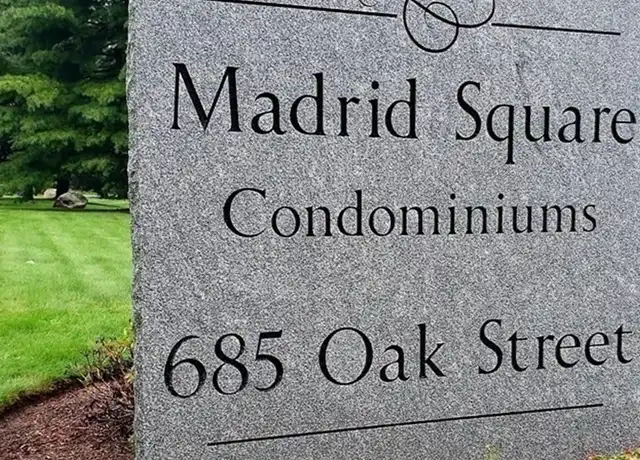 Madrid Square
Condominiums
685 Oak Street